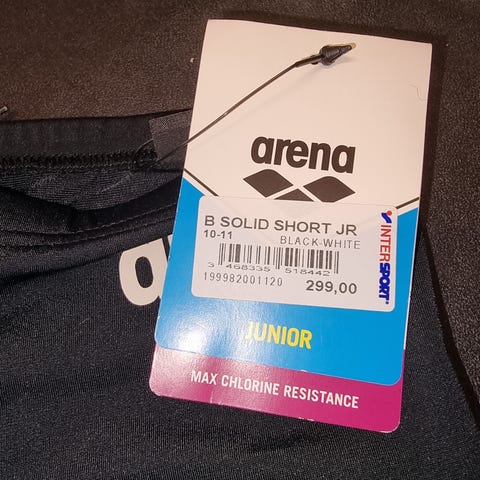 arena
B SOLID SHORT JR
10-11 BLACK-WHITE
3 468335 518442
199982001120 299,00
INTERSPORT
JUNIOR
MAX CHLORINE RESISTANCE